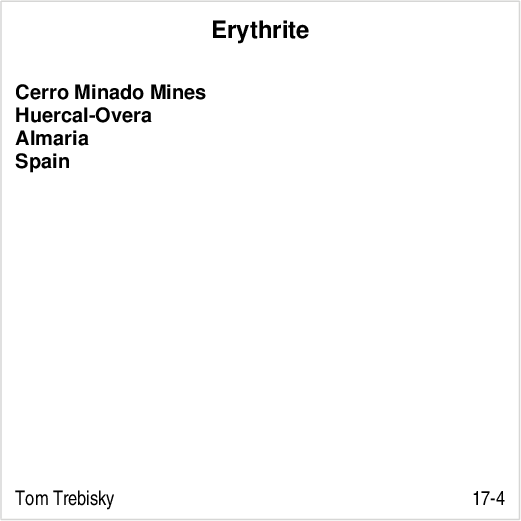 Erythrite
Cerro Minado Mines
Huercal-Overa
Almaria
Spain
Tom Trebisky 17-4